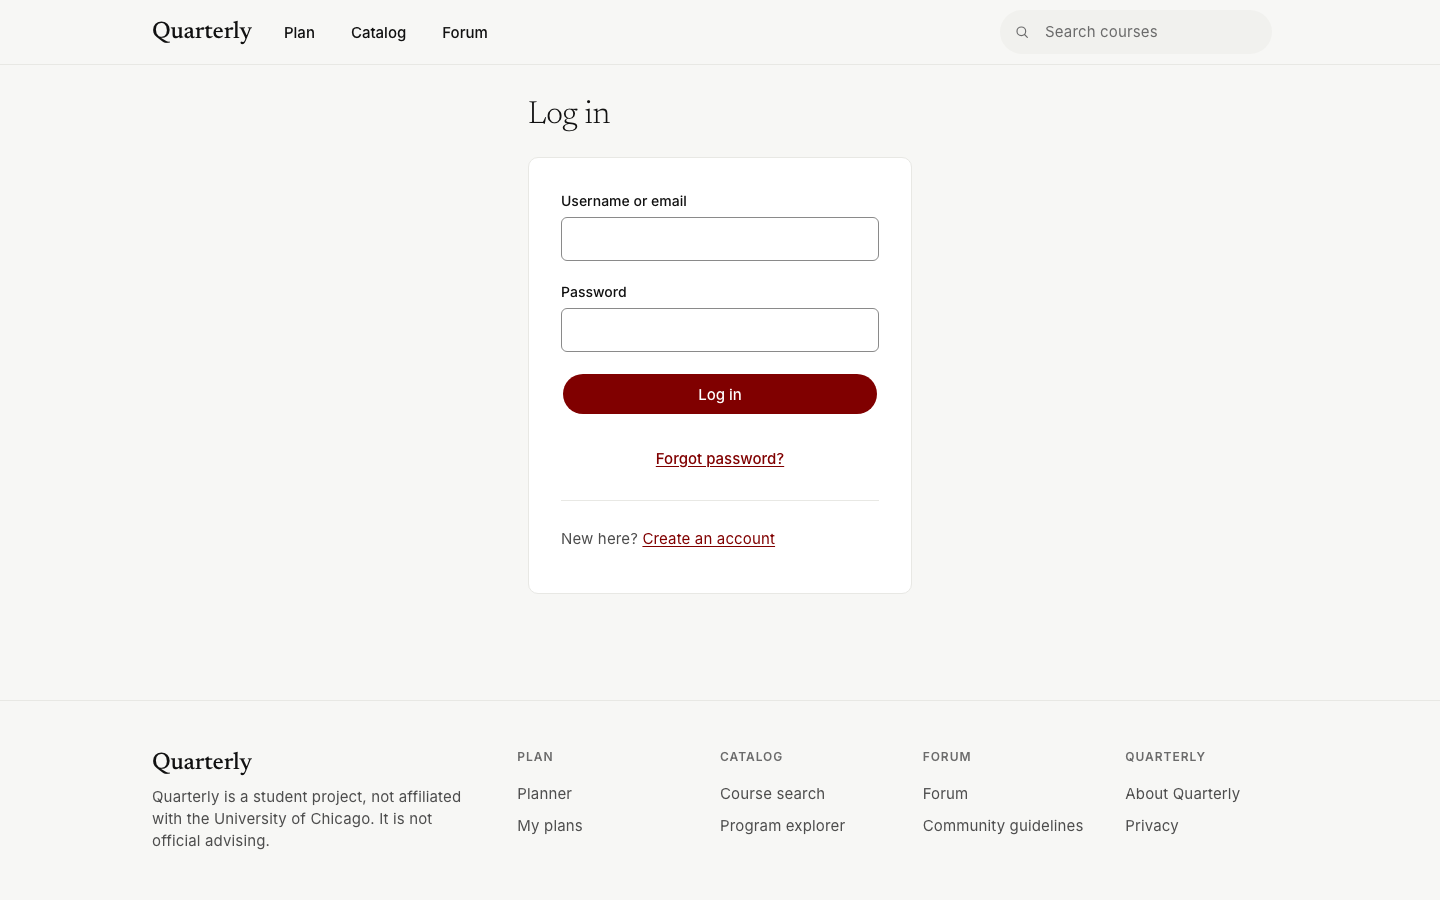 Quarterly
Plan
Catalog
Forum
Search courses
Log in
Username or email
Password
Log in
Forgot password?
New here? Create an account
Quarterly
Quarterly is a student project, not affiliated
with the University of Chicago. It is not
official advising.
PLAN
Planner
My plans
CATALOG
Course search
Program explorer
FORUM
Forum
Community guidelines
QUARTERLY
About Quarterly
Privacy